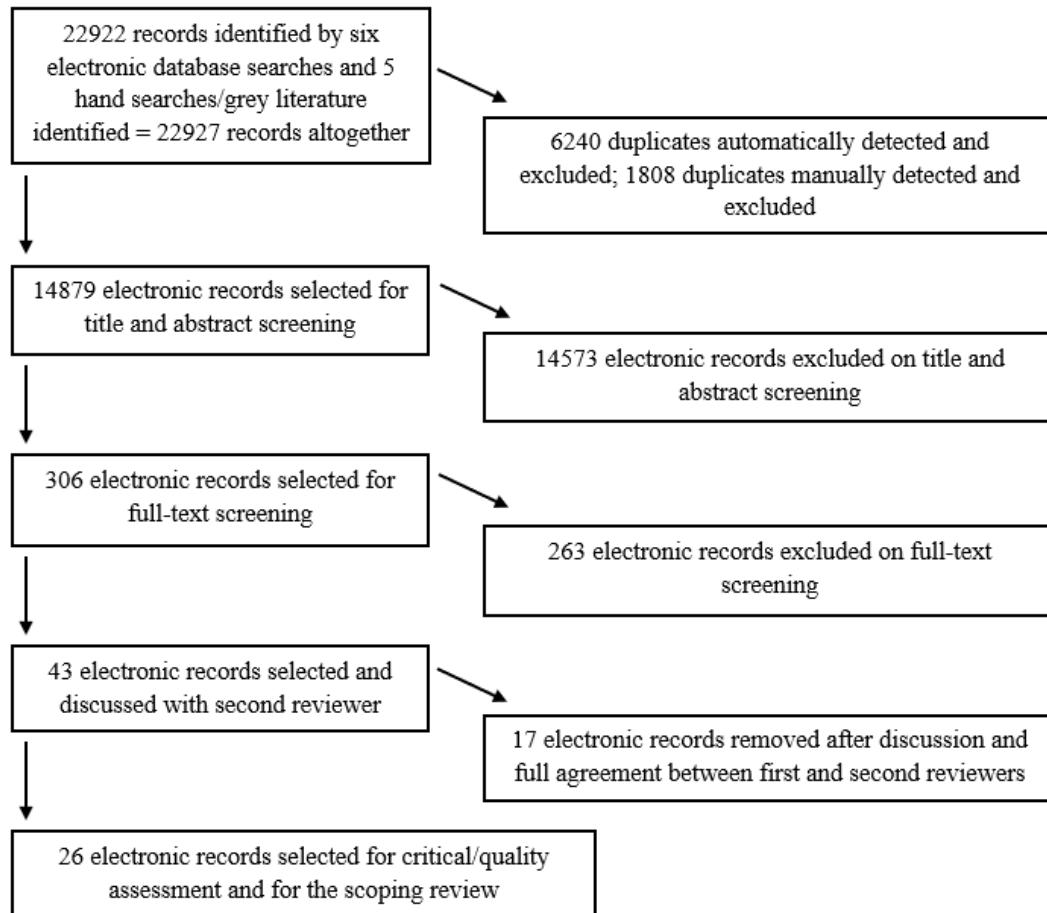 22922 records identified by six
electronic database searches and 5
hand searches/grey literature
identified = 22927 records altogether
6240 duplicates automatically detected and
excluded; 1808 duplicates manually detected and
excluded
14879 electronic records selected for
title and abstract screening
14573 electronic records excluded on title and
abstract screening
306 electronic records selected for
full-text screening
263 electronic records excluded on full-text
screening
43 electronic records selected and
discussed with second reviewer
17 electronic records removed after discussion and
full agreement between first and second reviewers
26 electronic records selected for critical/quality
assessment and for the scoping review